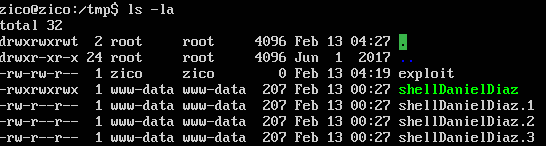 zico@zico:/tmp$ ls -la
total 32
drwxrwxrwt  2 root     root     4096 Feb 13 04:27 .
drwxr-xr-x 24 root     root     4096 Jun  1  2017 ..
-rw-rw-r--  1 zico     zico        0 Feb 13 04:19 exploit
-rwxrwxrwx  1 www-data www-data  207 Feb 13 00:27 shellDanielDiaz
-rw-r--r--  1 www-data www-data  207 Feb 13 00:27 shellDanielDiaz.1
-rw-r--r--  1 www-data www-data  207 Feb 13 00:27 shellDanielDiaz.2
-rw-r--r--  1 www-data www-data  207 Feb 13 00:27 shellDanielDiaz.3